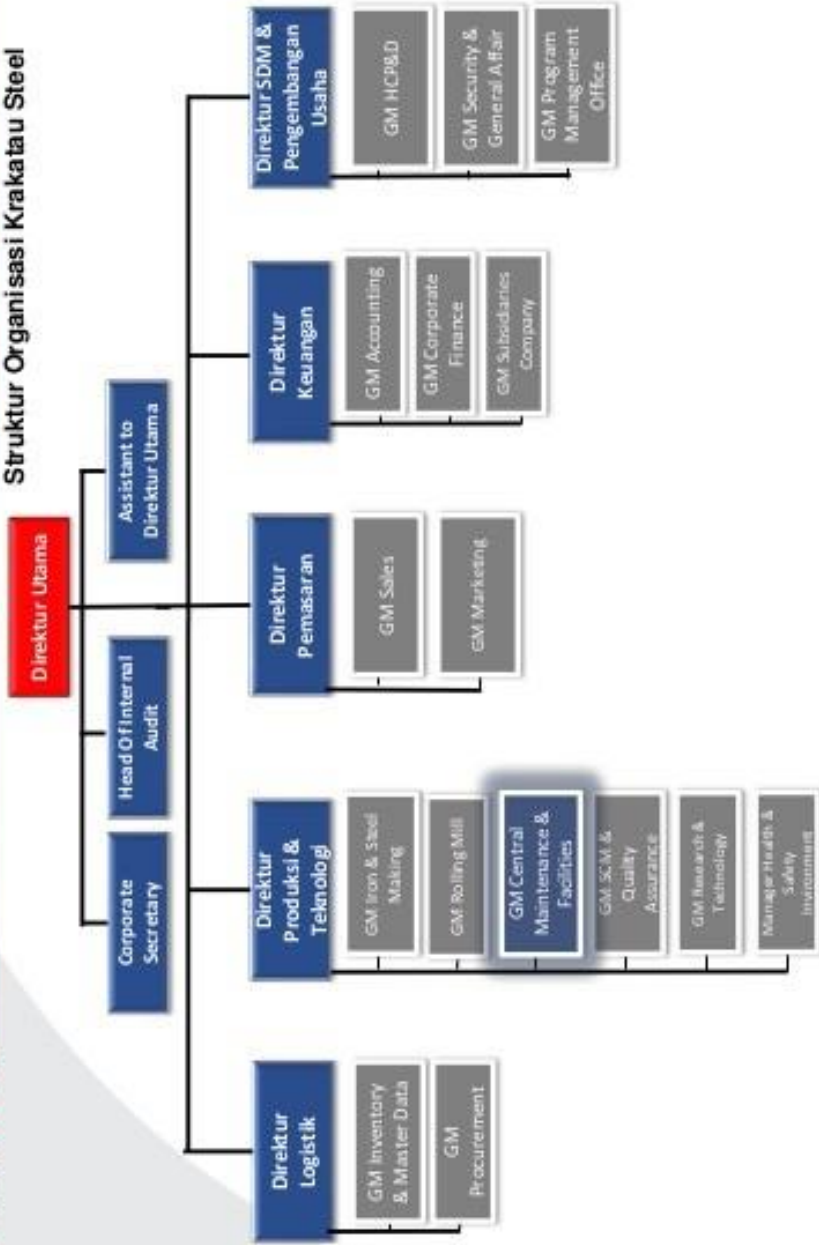 Struktur Organisasi Krakatau Steel
Direktur Utama
Corporate
Secretary
Head Of Internal
Audit
Assistant to
Direktur Utama
Direktur
Logistik
GM Inventory
& Master Data
GM
Procurement
Direktur
Produksi &
Teknologi
GM Iron & Steel
Making
GM Rolling Mill
GM Central
Maintenance &
Facilities
GM SCM &
Quality
Assurance
GM Research &
Technology
Manager Health &
Safety
Invironment
Direktur
Pemasaran
GM Sales
GM Marketing
Direktur
Keuangan
GM Accounting
GM Corporate
Finance
GM Subsidiaries
Company
Direktur SDM &
Pengembangan
Usaha
GM HCP&D
GM Security &
General Affair
GM Program
Management
Office